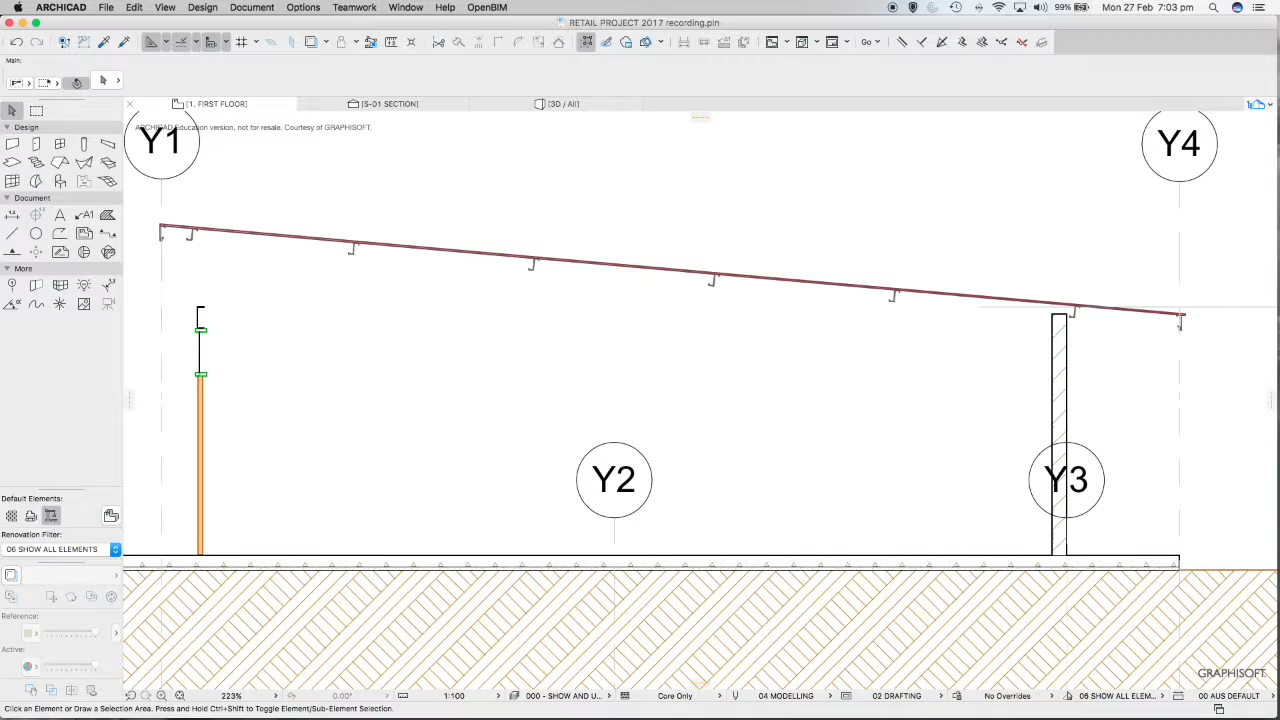 ARCHICAD File Edit View Design Document Options Teamwork Window Help OpenBIM
99% Mon 27 Feb 7:03 pm
RETAIL PROJECT 2017 recording.pln
Go
Main:
[1. FIRST FLOOR]
[S-01 SECTION]
[3D / All]
ARCHICAD Education version, not for resale. Courtesy of GRAPHISOFT.
Y1
Y4
Design
Document
More
Y2
Y3
Default Elements:
Renovation Filter:
06 SHOW ALL ELEMENTS
Reference:
Active:
GRAPHISOFT.
223% 0.00° 1:100 000 - SHOW AND U... Core Only 04 MODELLING 02 DRAFTING No Overrides 06 SHOW ALL ELEM... 00 AUS DEFAULT
Click an Element or Draw a Selection Area. Press and Hold Ctrl+Shift to Toggle Element/Sub-Element Selection.